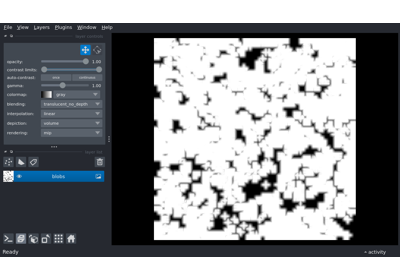 File View Layers Plugins Window Help
opacity: 1.00
contrast limits:
auto-contrast: once continuous
gamma: 1.00
colormap: gray
blending: translucent_no_depth
interpolation: linear
depiction: volume
rendering: mip
blobs
Ready activity